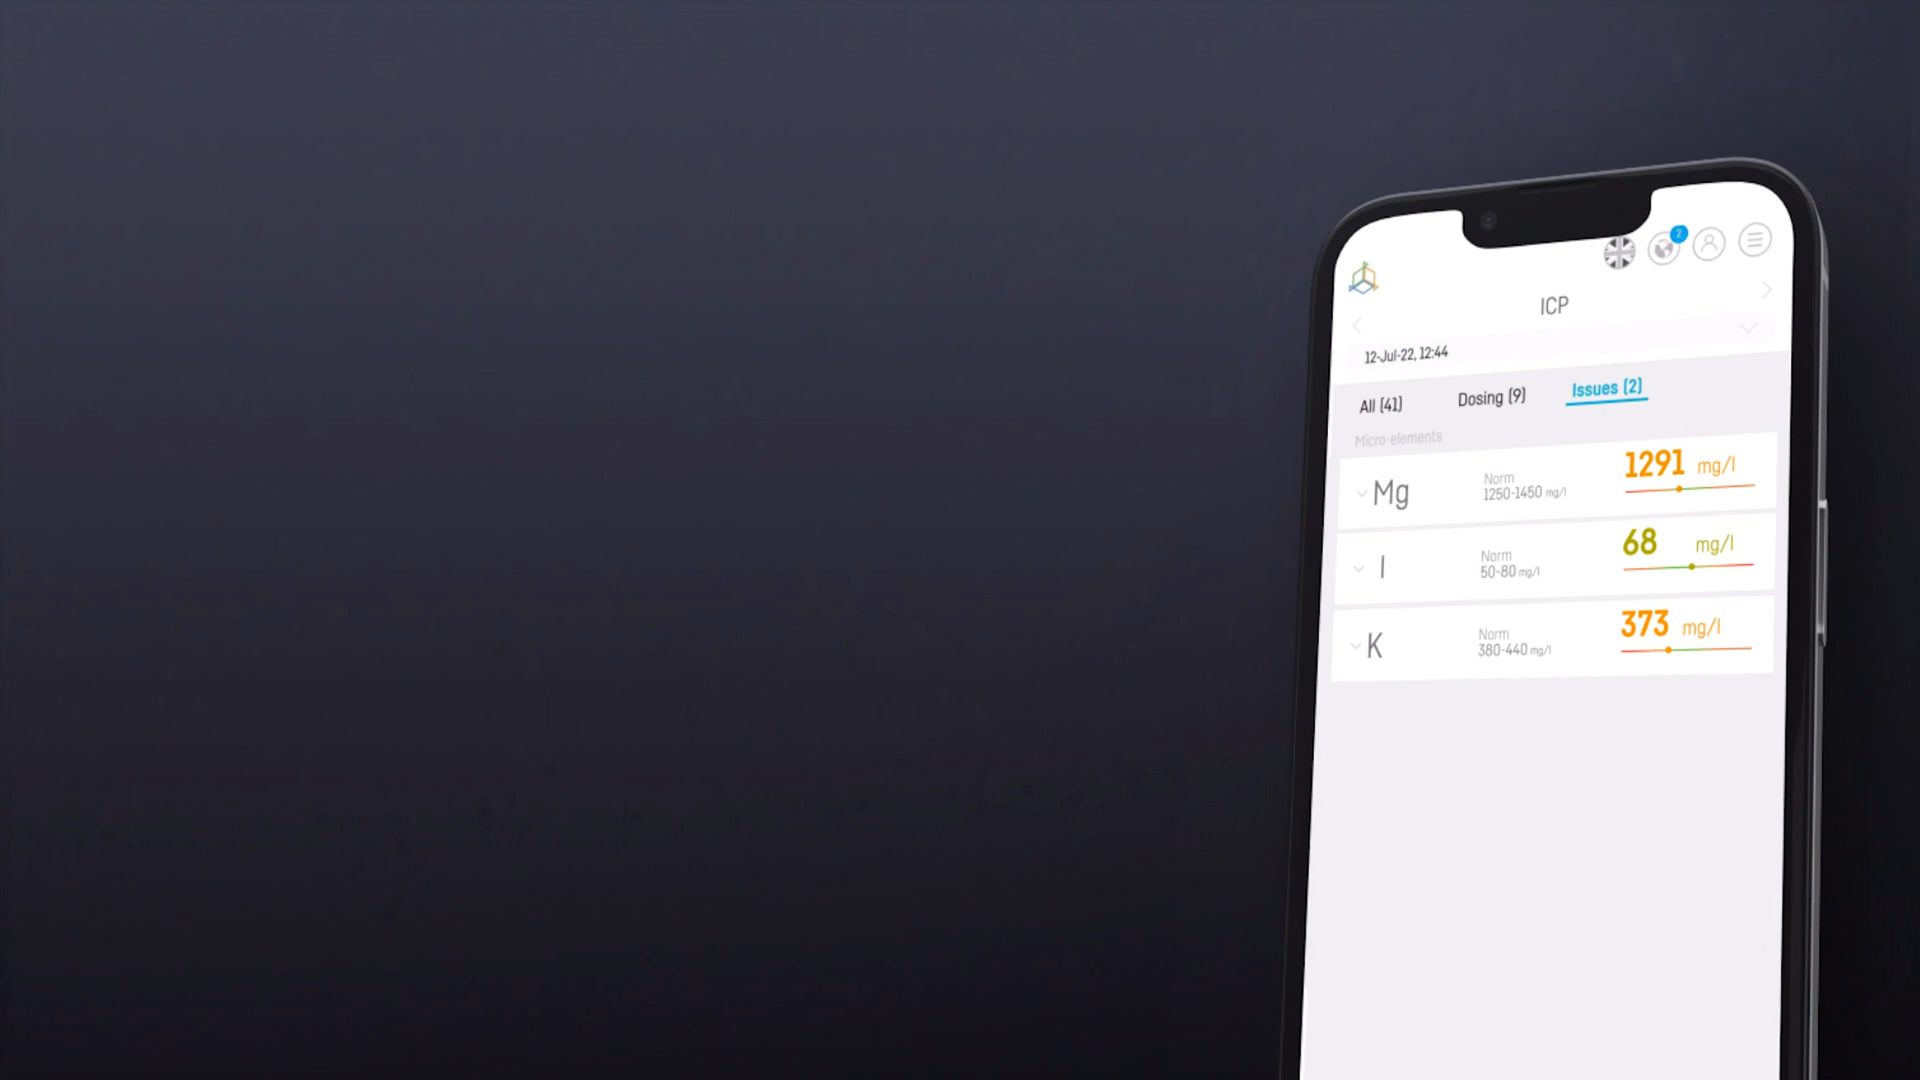 2
ICP
12-Jul-22, 12:44
All (41) Dosing (9) Issues (2)
Micro-elements
Mg Norm 1250-1450 mg/l 1291 mg/l
I Norm 50-80 mg/l 68 mg/l
K Norm 380-440 mg/l 373 mg/l